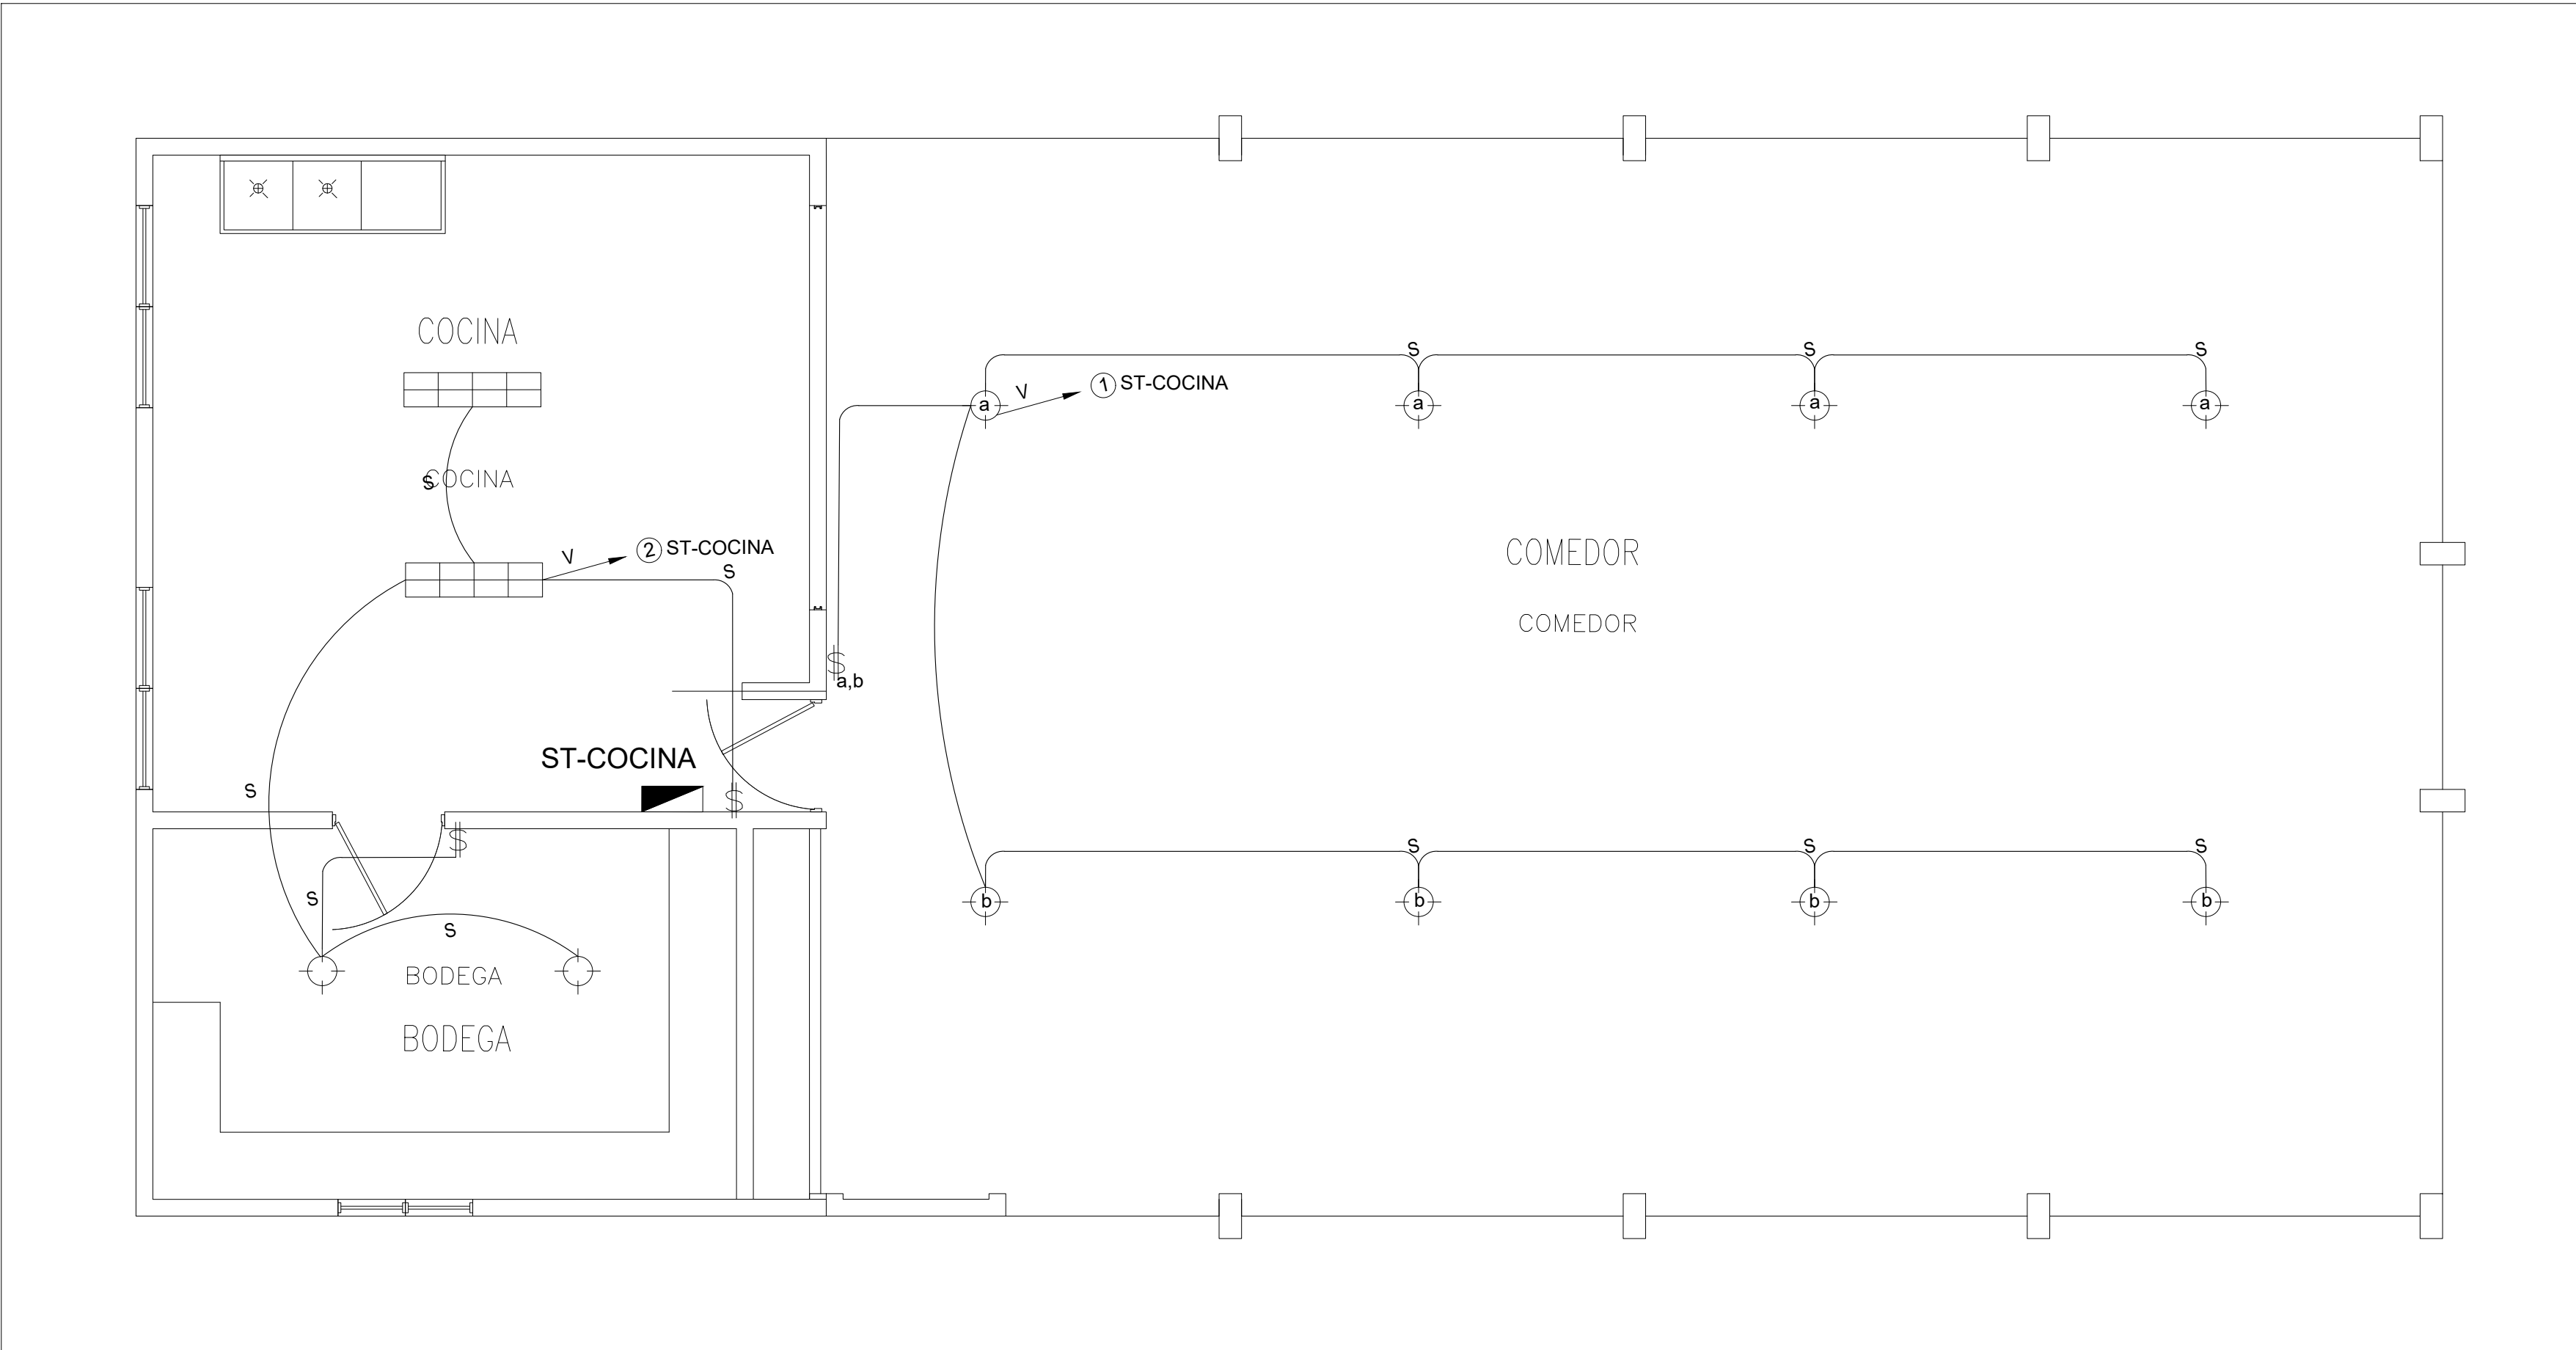 COCINA
S S S
a V 1 ST-COCINA a a a
COCINA
S
V 2 ST-COCINA
S
COMEDOR
COMEDOR
$
a,b
ST-COCINA
S
$
$
S S S
S
b b b b
S
BODEGA
BODEGA